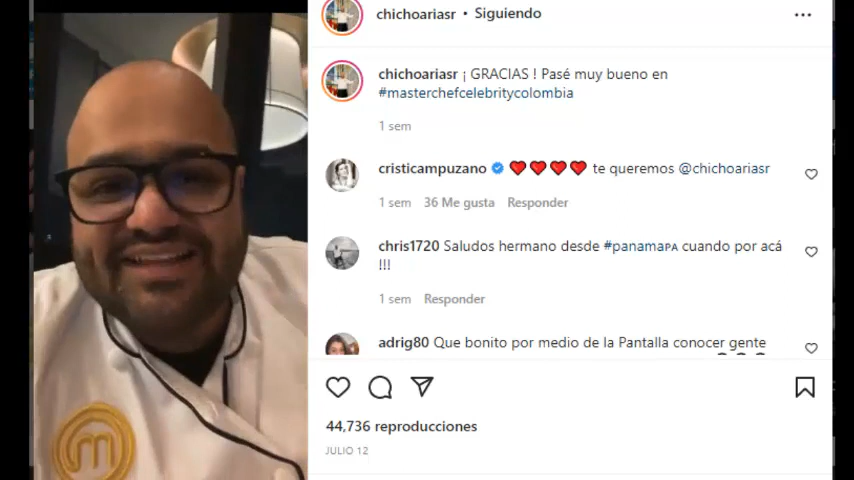 chichoariasr • Siguiendo
chichoariasr ¡ GRACIAS ! Pasé muy bueno en
#masterchefcelebritycolombia
1 sem
cristicampuzano ❤️❤️❤️❤️ te queremos @chichoariasr
1 sem 36 Me gusta Responder
chris1720 Saludos hermano desde #panamaᴘᴀ cuando por acá
!!!
1 sem Responder
adrig80 Que bonito por medio de la Pantalla conocer gente
44,736 reproducciones
JULIO 12
m